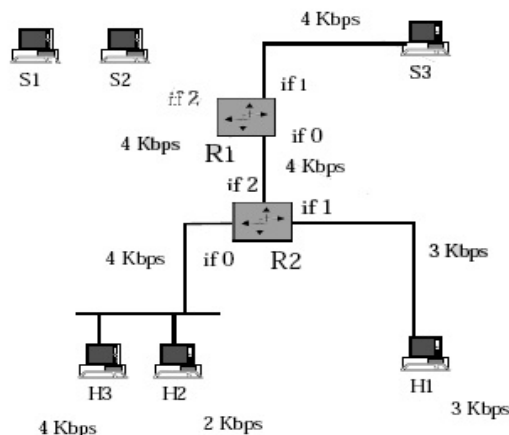 4 Kbps
S1
S2
S3
if 1
if 2
if 0
4 Kbps
R1
4 Kbps
if 2
if 1
4 Kbps
if 0
R2
3 Kbps
H3
H2
H1
4 Kbps
2 Kbps
3 Kbps